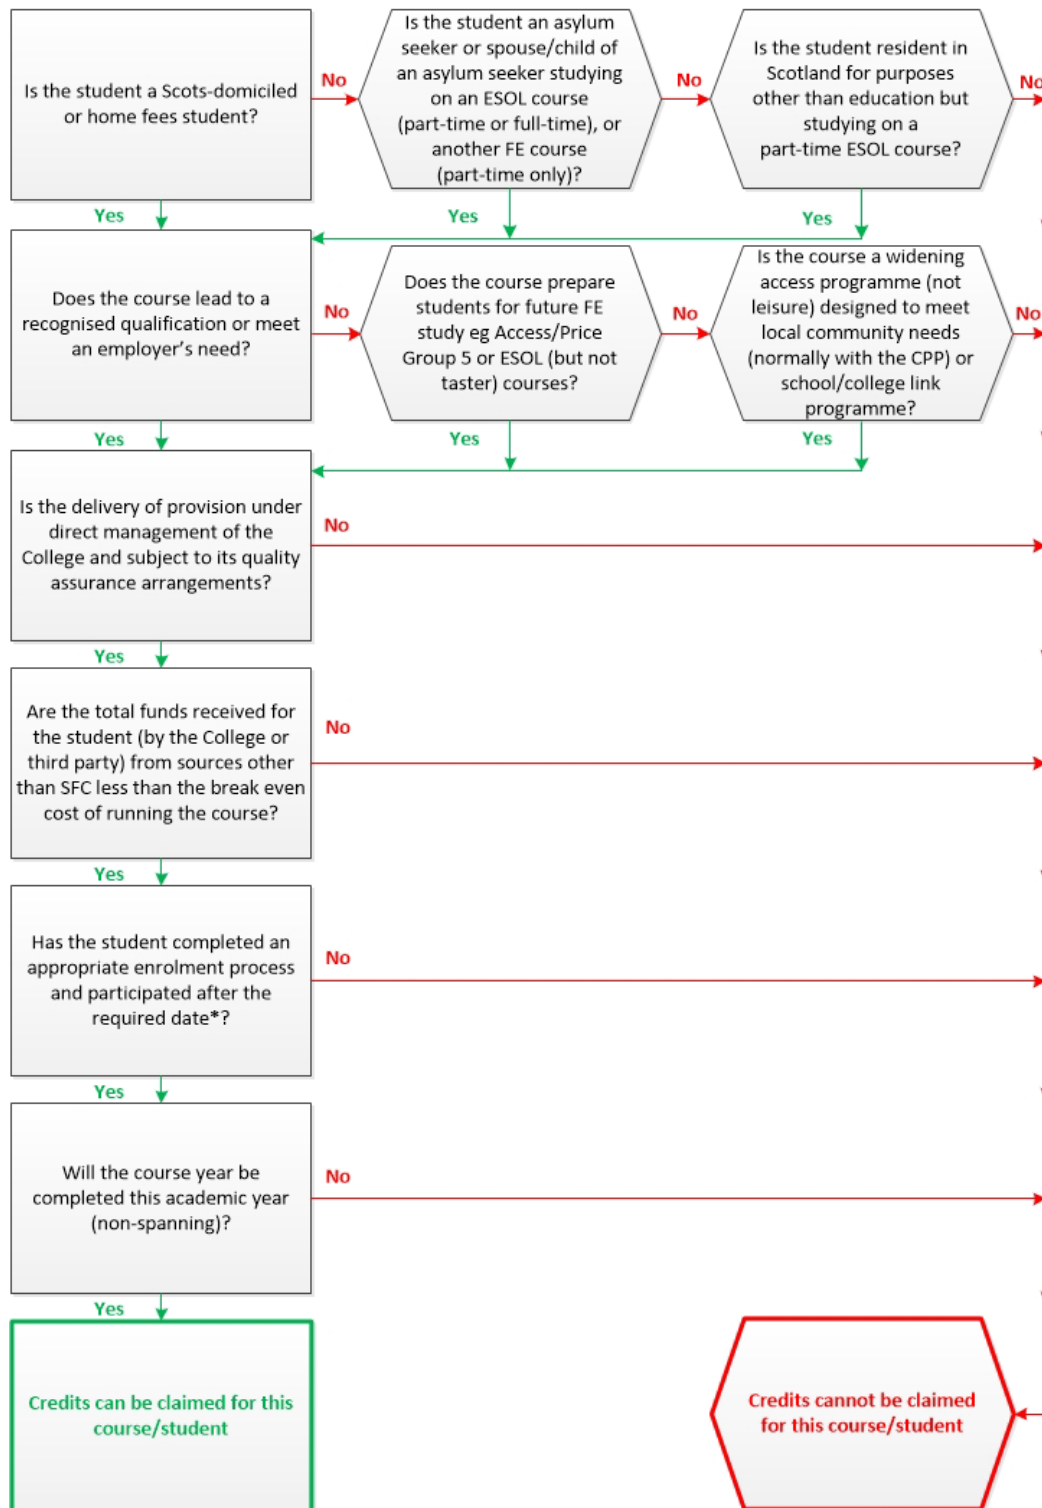 Is the student a Scots-domiciled
or home fees student?
No
Is the student an asylum
seeker or spouse/child of
an asylum seeker studying
on an ESOL course
(part-time or full-time), or
another FE course
(part-time only)?
No
Is the student resident in
Scotland for purposes
other than education but
studying on a
part-time ESOL course?
No
Yes
Yes
Yes
Does the course lead to a
recognised qualification or meet
an employer's need?
No
Does the course prepare
students for future FE
study eg Access/Price
Group 5 or ESOL (but not
taster) courses?
No
Is the course a widening
access programme (not
leisure) designed to meet
local community needs
(normally with the CPP) or
school/college link
programme?
No
Yes
Yes
Yes
Is the delivery of provision under
direct management of the
College and subject to its quality
assurance arrangements?
No
Yes
Are the total funds received for
the student (by the College or
third party) from sources other
than SFC less than the break even
cost of running the course?
No
Yes
Has the student completed an
appropriate enrolment process
and participated after the
required date*?
No
Yes
Will the course year be
completed this academic year
(non-spanning)?
No
Yes
Credits can be claimed for this
course/student
Credits cannot be claimed
for this course/student